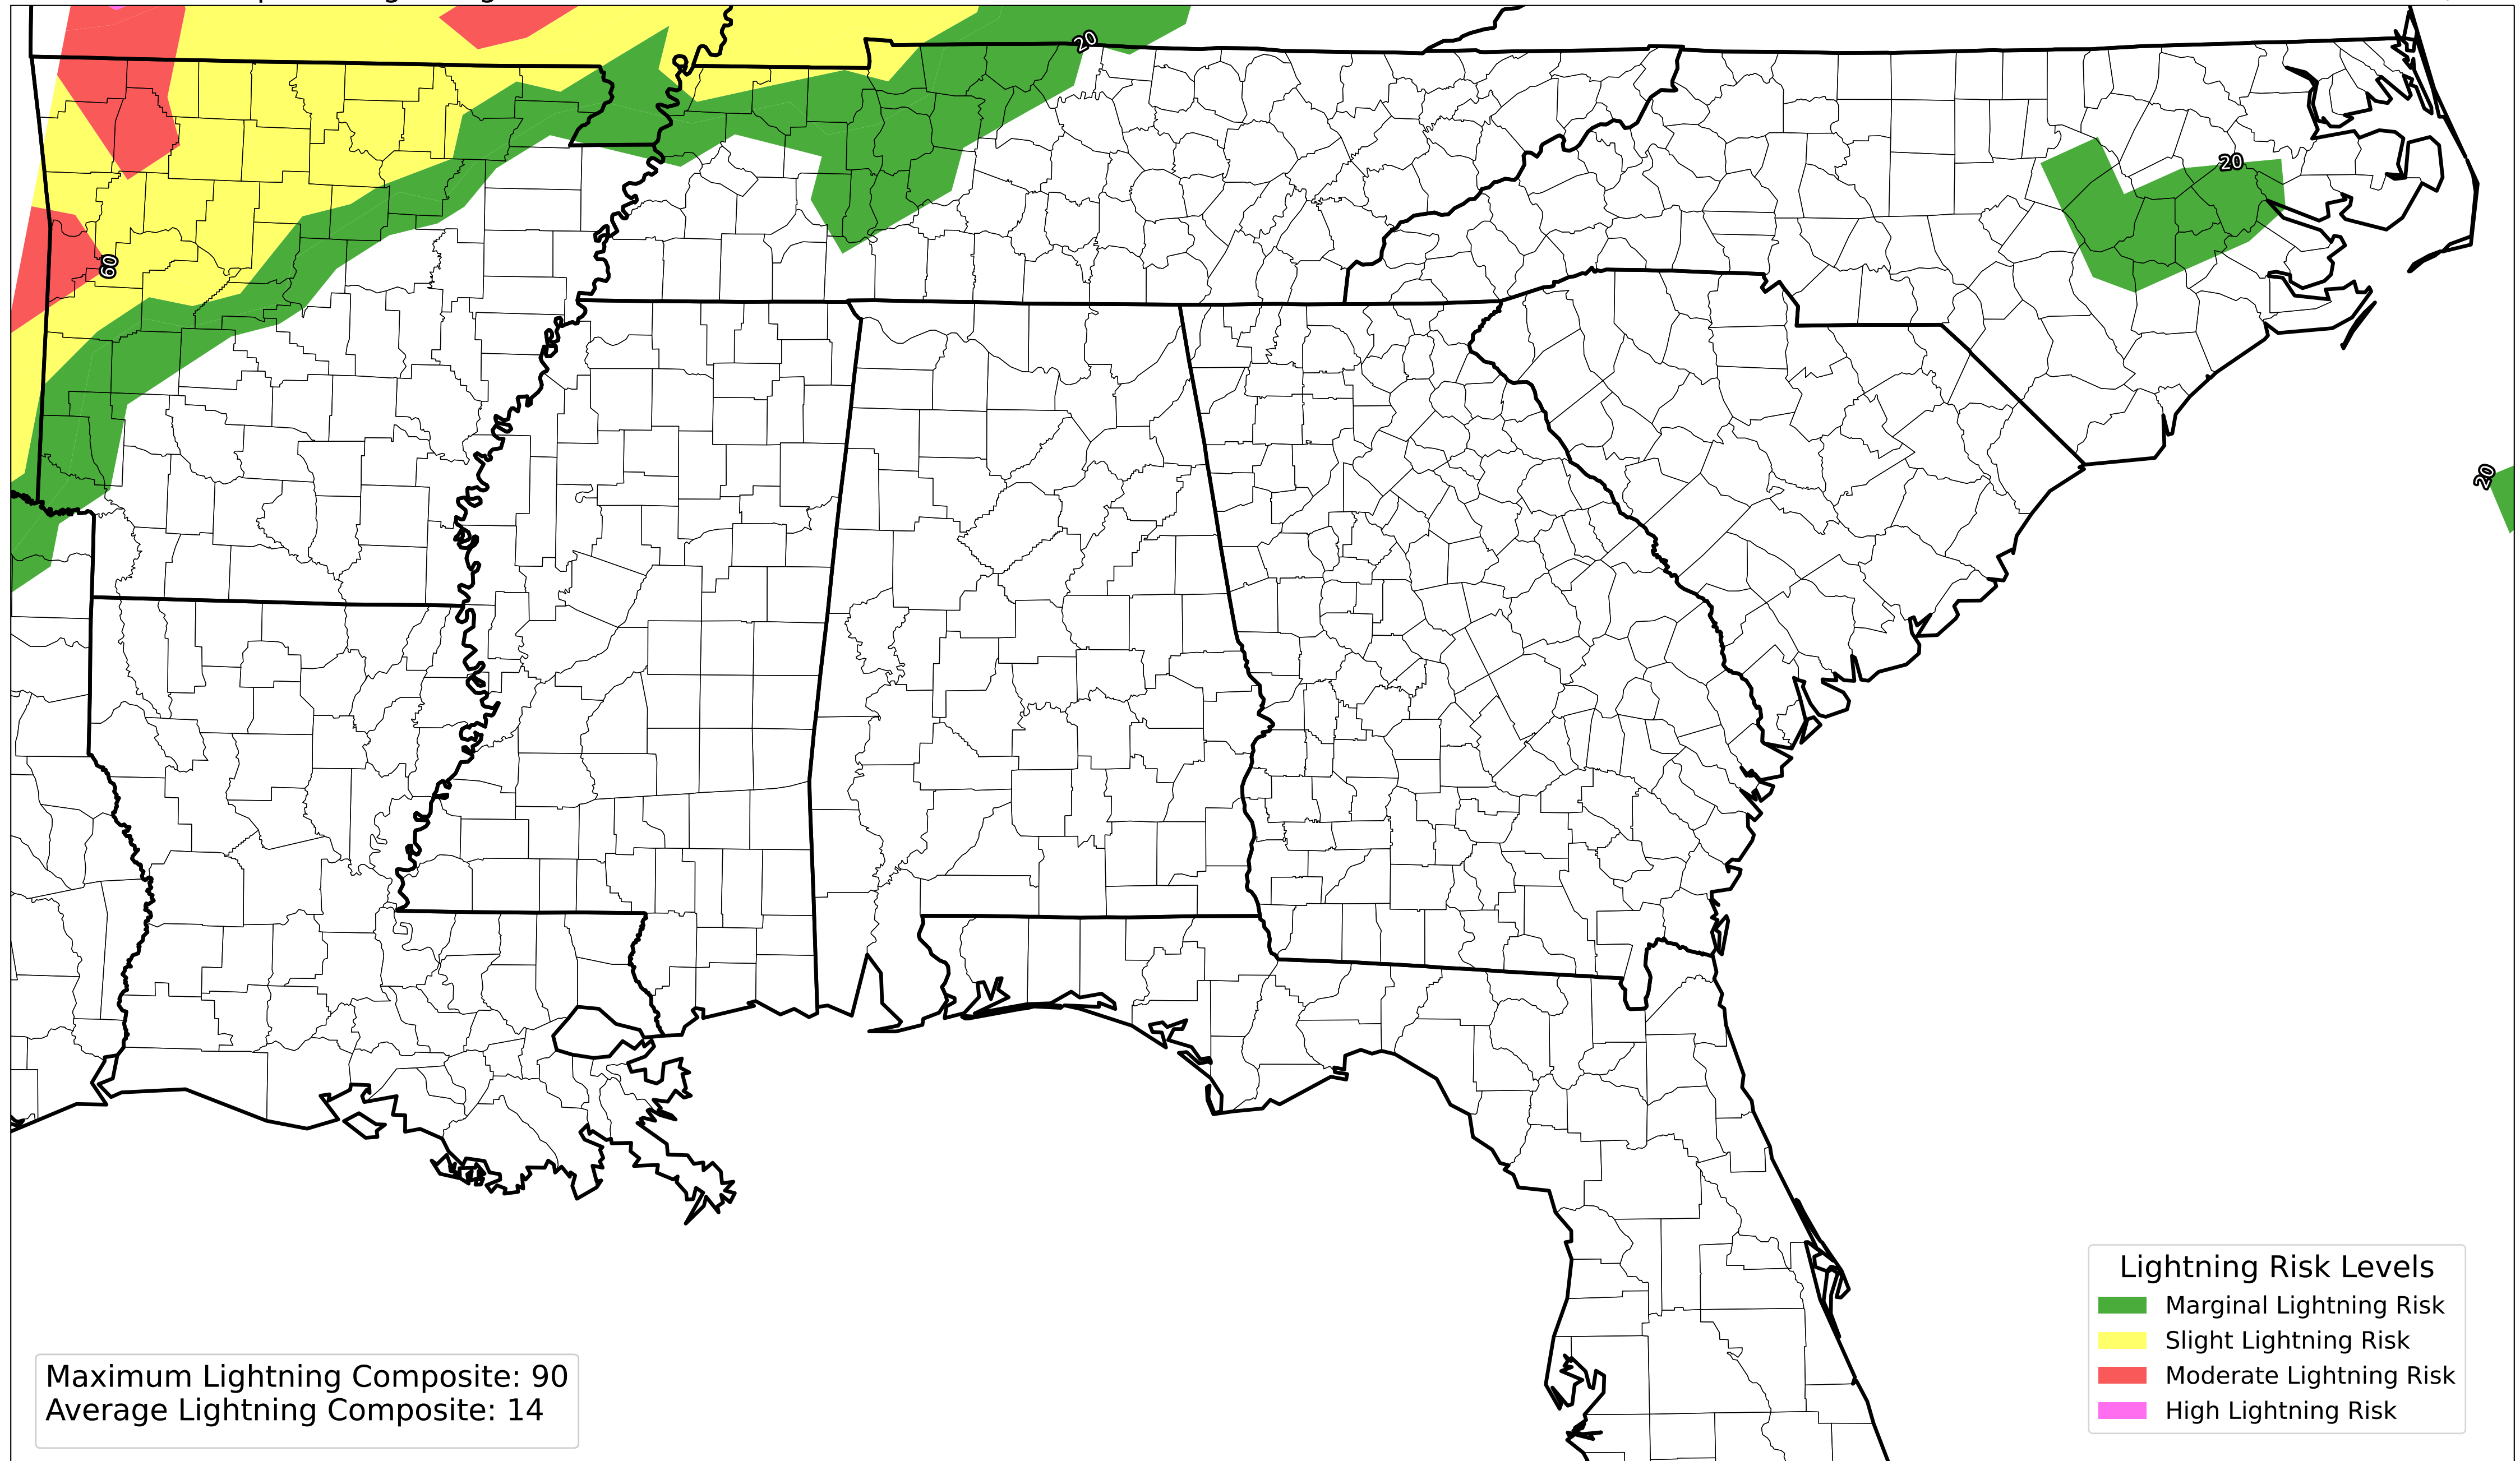 20
20
60
20
Lightning Risk Levels
Marginal Lightning Risk
Slight Lightning Risk
Moderate Lightning Risk
High Lightning Risk
Maximum Lightning Composite: 90
Average Lightning Composite: 14